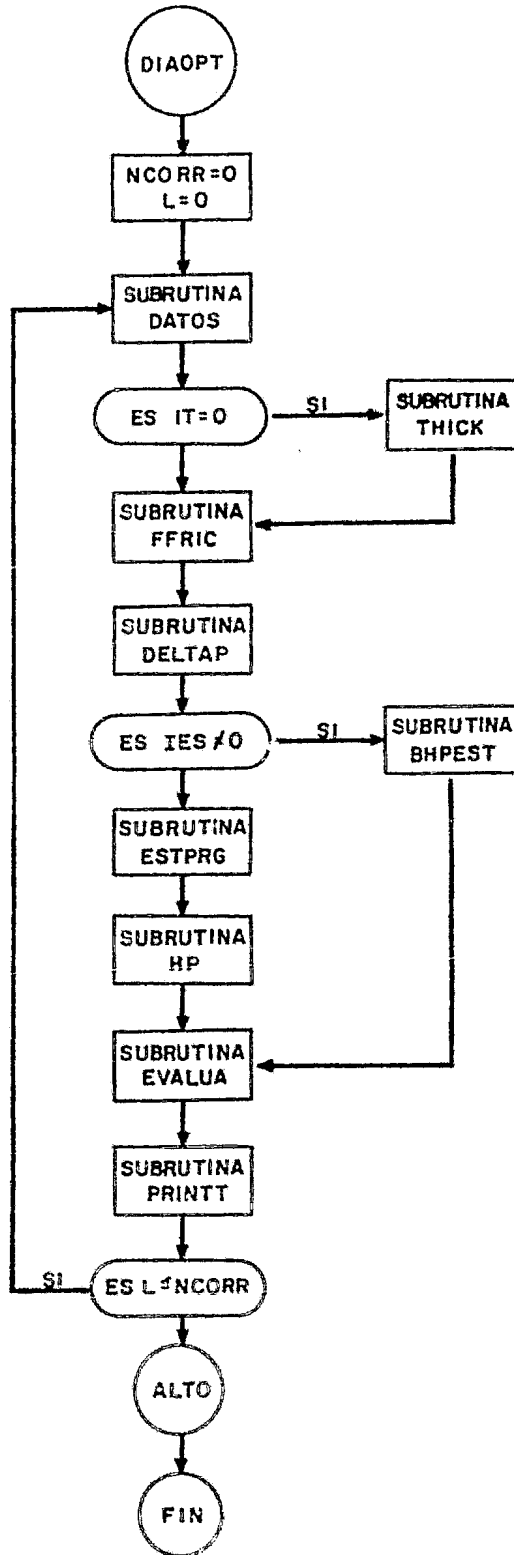 DIAOPT
NCORR=0
L=0
SUBRUTINA
DATOS
ES IT=0
SI
SUBRUTINA
THICK
SUBRUTINA
FFRIC
SUBRUTINA
DELTAP
ES IES≠0
SI
SUBRUTINA
BHPEST
SUBRUTINA
ESTPRG
SUBRUTINA
HP
SUBRUTINA
EVALUA
SUBRUTINA
PRINTT
SI
ES L≤NCORR
ALTO
FIN